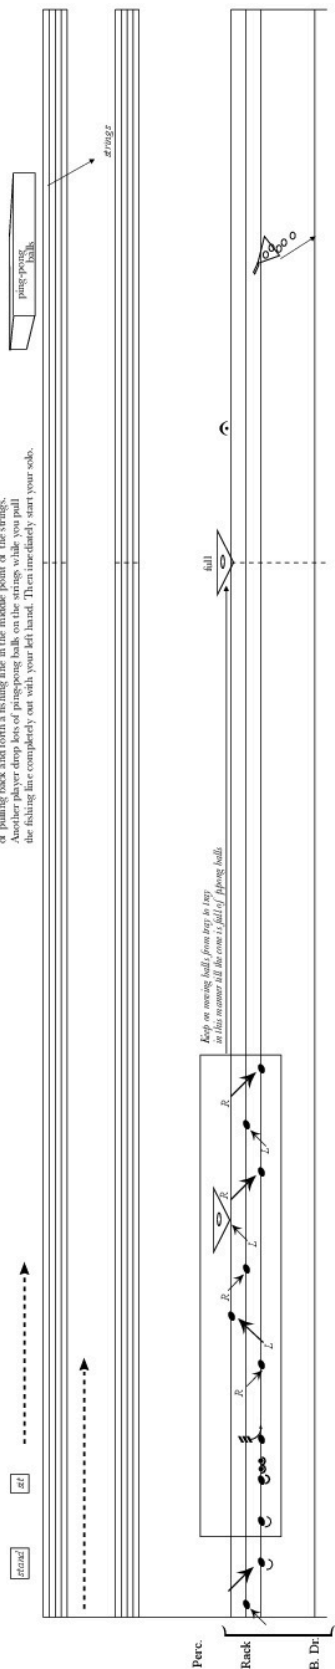 stand
sit
of pulling back and forth a fishing line in the middle point of the strings.
Another player drop lots of ping-pong balls on the strings while you pull
the fishing line completely out with your left hand. Then imediately start your solo.
ping-pong
balls
strings
Perc.
R
L
R
L
R
L
R
Keep on moving balls from tray to tray
in this manner till the cone is full of pipong balls
full
Rack
B. Dr.